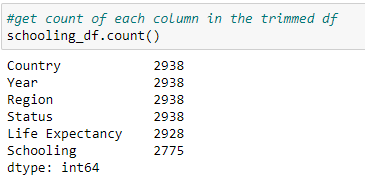 #get count of each column in the trimmed df
schooling_df.count()
Country 2938
Year 2938
Region 2938
Status 2938
Life Expectancy 2928
Schooling 2775
dtype: int64